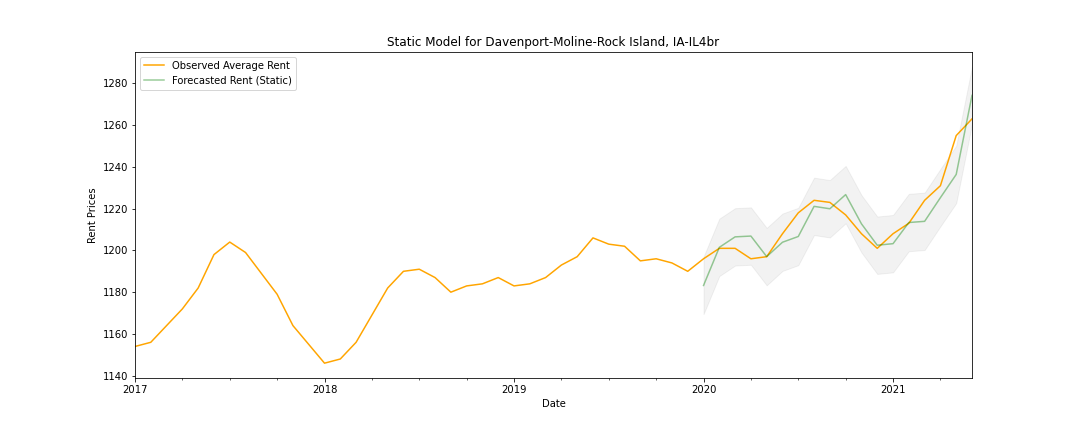 Static Model for Davenport-Moline-Rock Island, IA-IL4br
Observed Average Rent
Forecasted Rent (Static)
1280
1260
1240
1220
1200
1180
1160
1140
Rent Prices
2017
2018
2019
2020
2021
Date